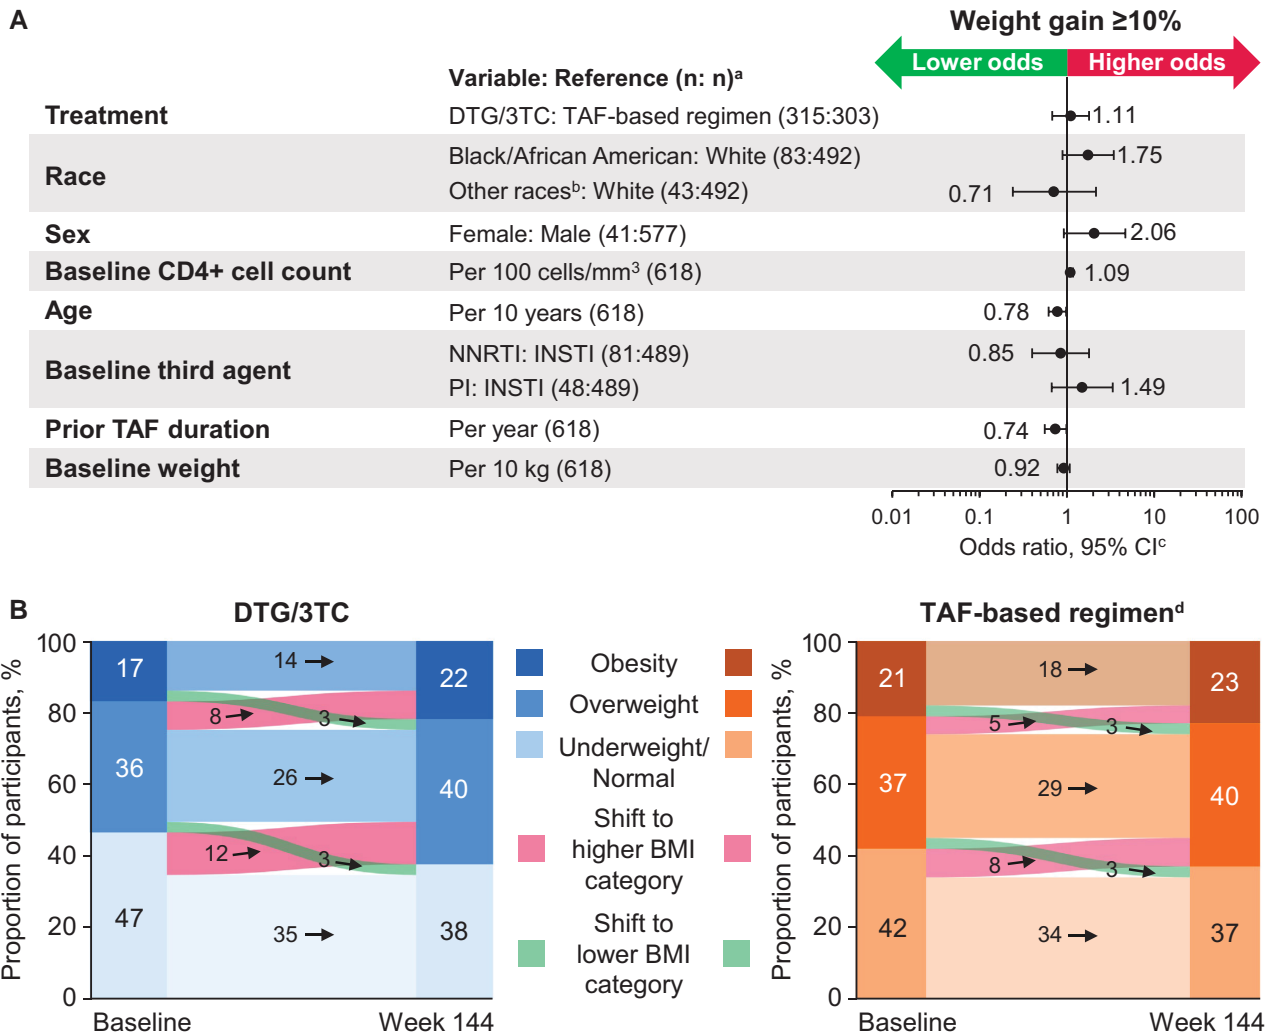 A
Weight gain ≥10%
Lower odds Higher odds
Variable: Reference (n: n)ᵃ
Treatment DTG/3TC: TAF-based regimen (315:303) 1.11
Race
Black/African American: White (83:492) 1.75
Other racesᵇ: White (43:492) 0.71
Sex Female: Male (41:577) 2.06
Baseline CD4+ cell count Per 100 cells/mm³ (618) 1.09
Age Per 10 years (618) 0.78
Baseline third agent
NNRTI: INSTI (81:489) 0.85
PI: INSTI (48:489) 1.49
Prior TAF duration Per year (618) 0.74
Baseline weight Per 10 kg (618) 0.92
0.01 0.1 1 10 100
Odds ratio, 95% CIᶜ
B
DTG/3TC
Proportion of participants, %
100
80
60
40
20
0
17
36
47
14
8
3
26
12
3
35
22
40
38
Baseline Week 144
Obesity
Overweight
Underweight/
Normal
Shift to
higher BMI
category
Shift to
lower BMI
category
TAF-based regimenᵈ
Proportion of participants, %
100
80
60
40
20
0
21
37
42
18
5
3
29
8
3
34
23
40
37
Baseline Week 144